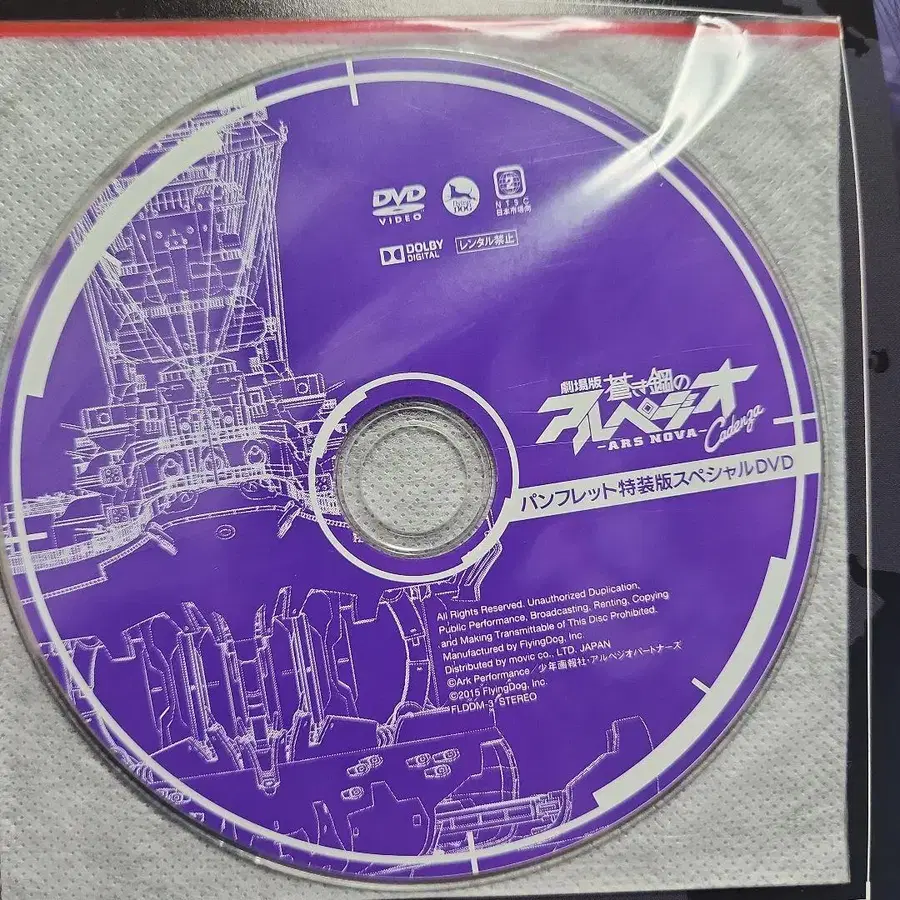 DVD
VIDEO
2
NTSC
日本市場向
DOLBY
DIGITAL
レンタル禁止
劇場版 蒼き鋼の
アルペジオ
-ARS NOVA-
Cadenza
パンフレット特装版スペシャルDVD
All Rights Reserved. Unauthorized Duplication,
Public Performance, Broadcasting, Renting, Copying
and Making Transmittable of This Disc Prohibited.
Manufactured by FlyingDog, Inc.
Distributed by movic co., LTD. JAPAN
©Ark Performance/少年画報社・アルペジオパートナーズ
©2015 FlyingDog, Inc.
FLDDM-3 STEREO